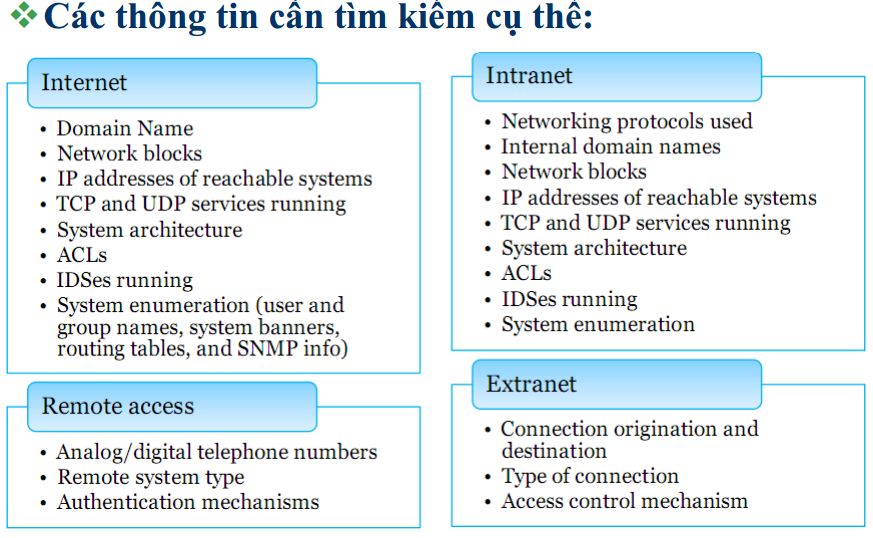 ❖ Các thông tin cần tìm kiếm cụ thể:
Internet
• Domain Name
• Network blocks
• IP addresses of reachable systems
• TCP and UDP services running
• System architecture
• ACLs
• IDSes running
• System enumeration (user and
group names, system banners,
routing tables, and SNMP info)
Intranet
• Networking protocols used
• Internal domain names
• Network blocks
• IP addresses of reachable systems
• TCP and UDP services running
• System architecture
• ACLs
• IDSes running
• System enumeration
Remote access
• Analog/digital telephone numbers
• Remote system type
• Authentication mechanisms
Extranet
• Connection origination and
destination
• Type of connection
• Access control mechanism